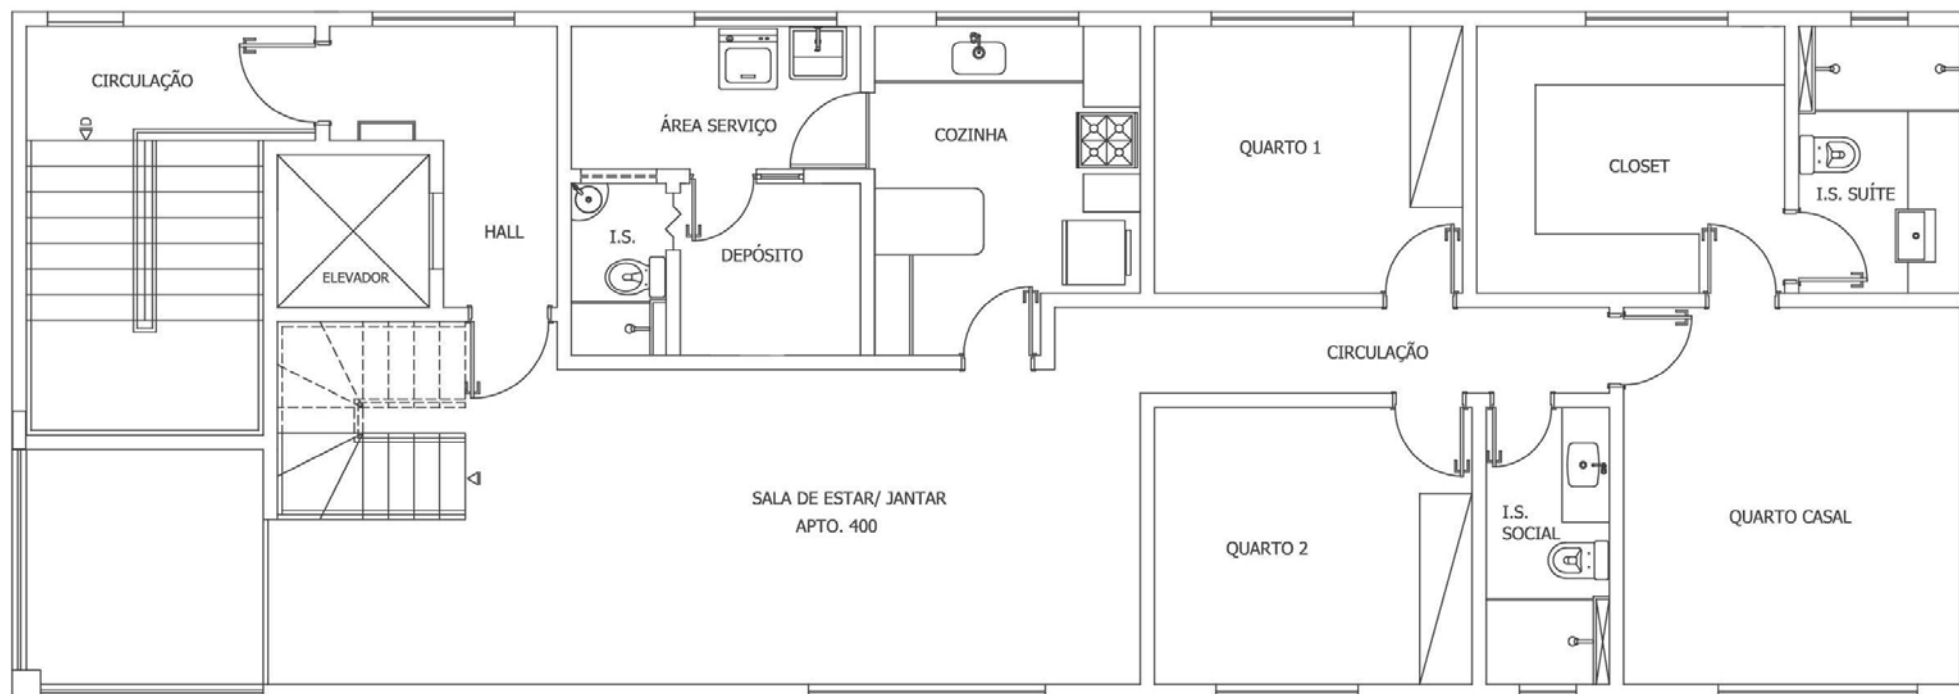 CIRCULAÇÃO
D
ÁREA SERVIÇO
COZINHA
QUARTO 1
CLOSET
I.S. SUÍTE
HALL
I.S.
DEPÓSITO
ELEVADOR
CIRCULAÇÃO
SALA DE ESTAR/ JANTAR
APTO. 400
QUARTO 2
I.S.
SOCIAL
QUARTO CASAL